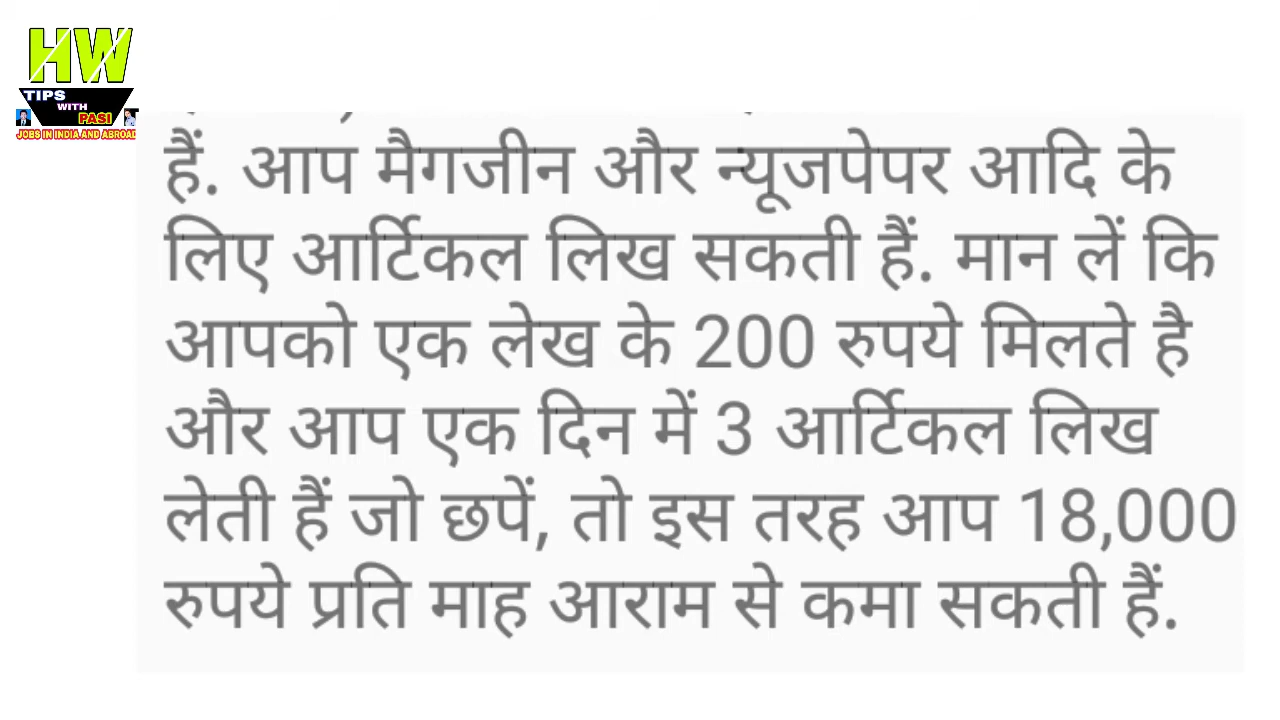 HW
TIPS
WITH
PASI
JOBS IN INDIA AND ABROAD
हैं. आप मैगजीन और न्यूजपेपर आदि के
लिए आर्टिकल लिख सकती हैं. मान लें कि
आपको एक लेख के 200 रुपये मिलते है
और आप एक दिन में 3 आर्टिकल लिख
लेती हैं जो छपें, तो इस तरह आप 18,000
रुपये प्रति माह आराम से कमा सकती हैं.